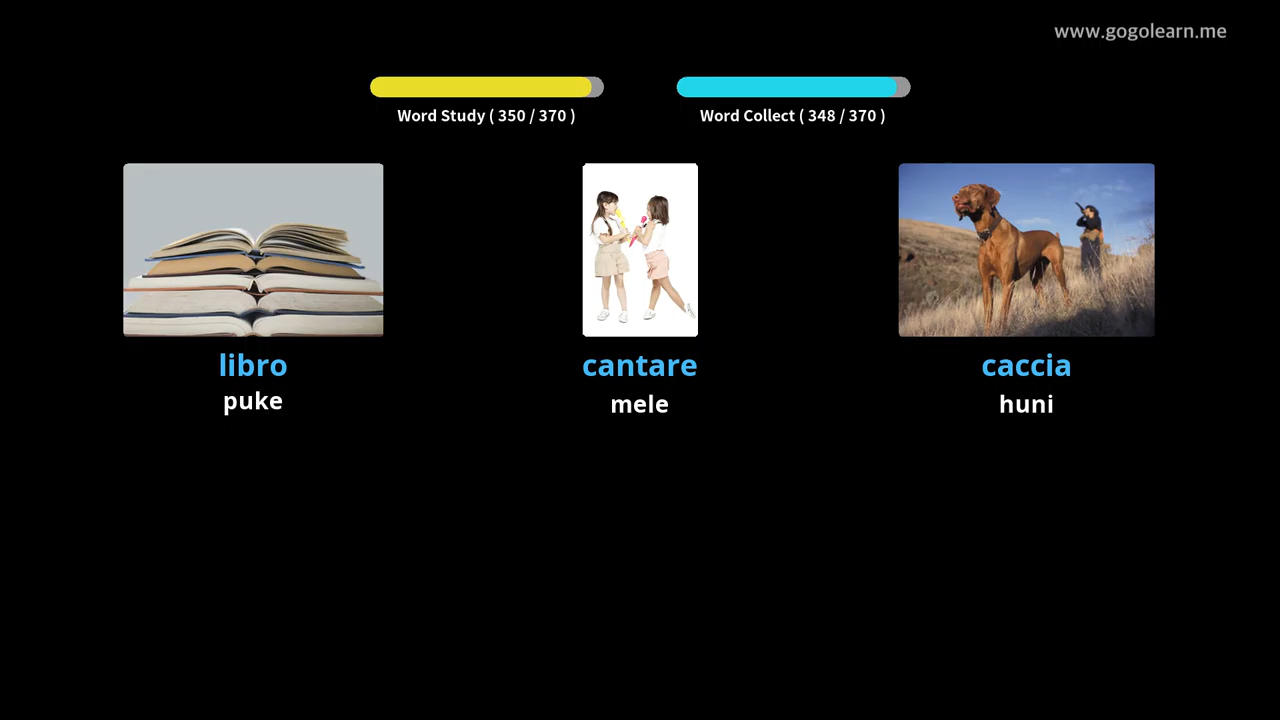 www.gogolearn.me
Word Study ( 350 / 370 )
Word Collect ( 348 / 370 )
libro
puke
cantare
mele
caccia
huni